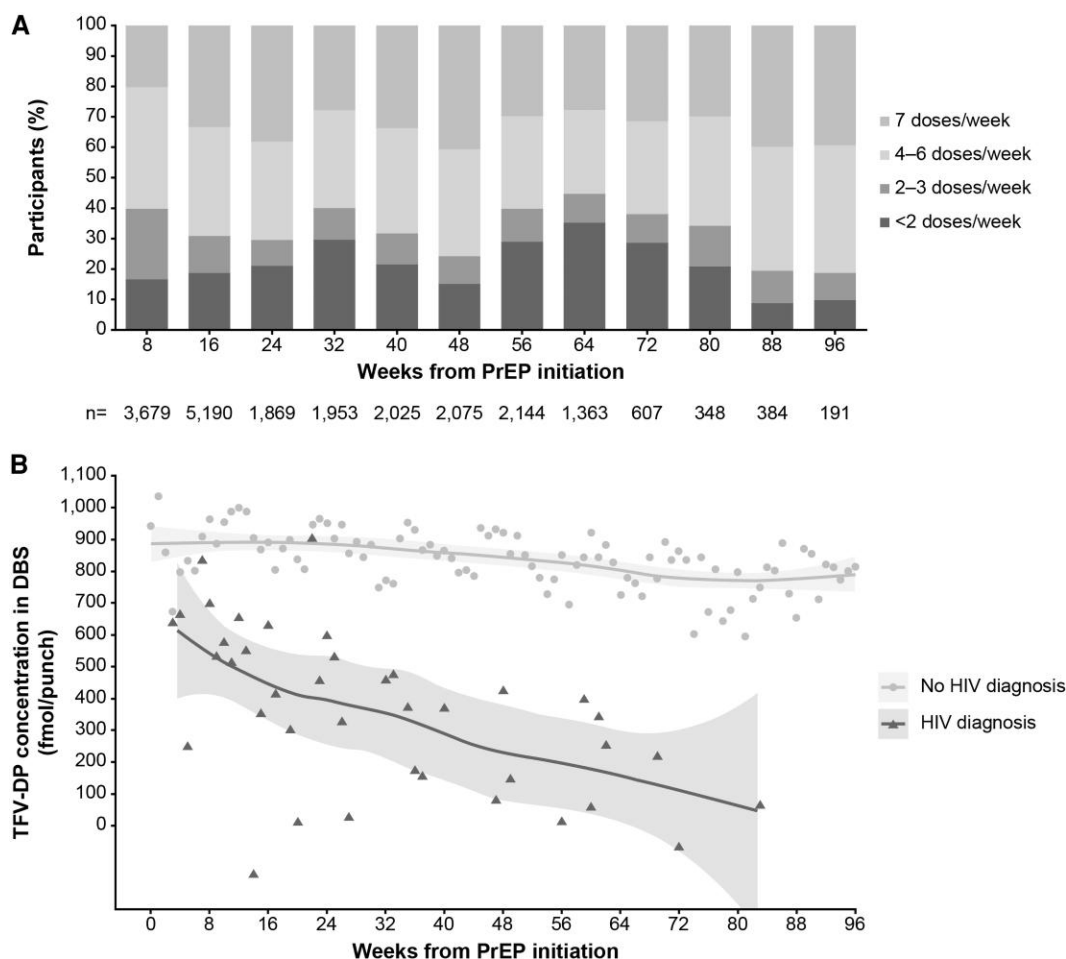 A
Participants (%)
100
90
80
70
60
50
40
30
20
10
0
8 16 24 32 40 48 56 64 72 80 88 96
Weeks from PrEP initiation
n= 3,679 5,190 1,869 1,953 2,025 2,075 2,144 1,363 607 348 384 191
7 doses/week
4–6 doses/week
2–3 doses/week
<2 doses/week
B
TFV-DP concentration in DBS
(fmol/punch)
1,100
1,000
900
800
700
600
500
400
300
200
100
0
0 8 16 24 32 40 48 56 64 72 80 88 96
Weeks from PrEP initiation
No HIV diagnosis
HIV diagnosis